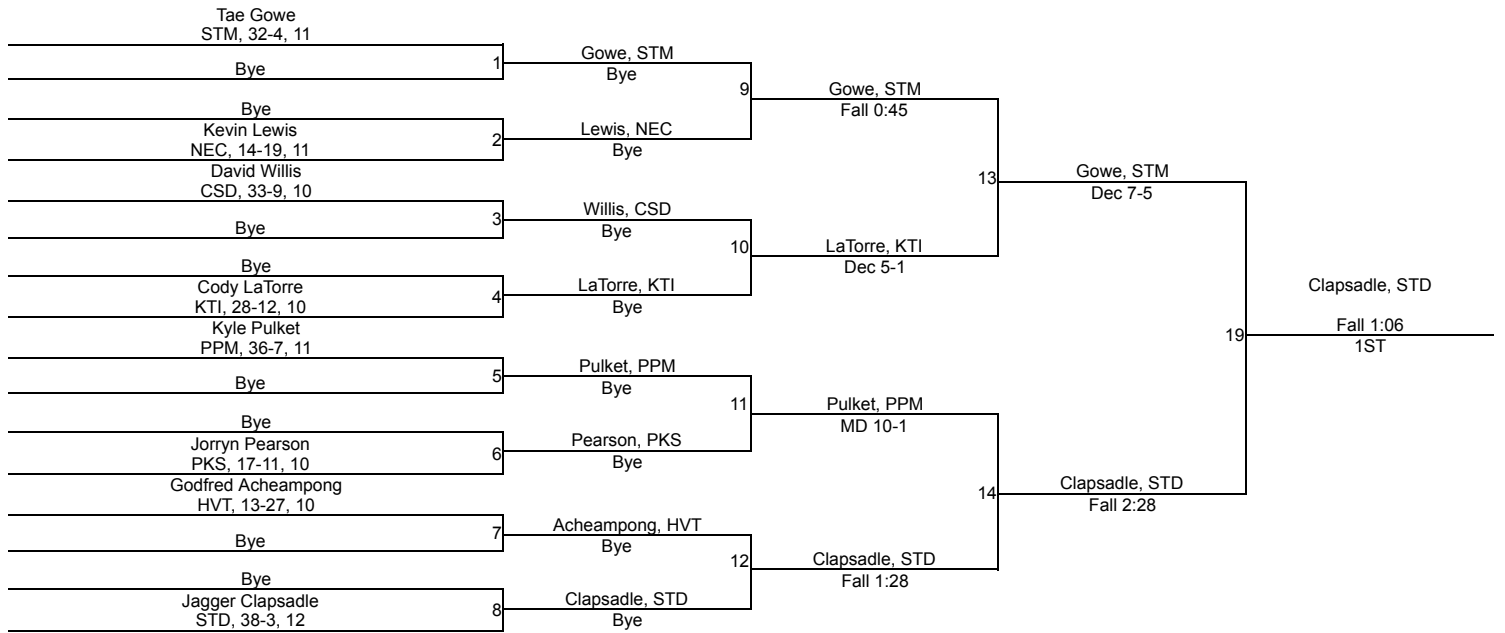 Tae Gowe
STM, 32-4, 11
Bye
1
Bye
Kevin Lewis
NEC, 14-19, 11
2
David Willis
CSD, 33-9, 10
Bye
3
Bye
Cody LaTorre
KTI, 28-12, 10
4
Kyle Pulket
PPM, 36-7, 11
Bye
5
Bye
Jorryn Pearson
PKS, 17-11, 10
6
Godfred Acheampong
HVT, 13-27, 10
Bye
7
Bye
Jagger Clapsadle
STD, 38-3, 12
8
Gowe, STM
Bye
9
Lewis, NEC
Bye
Willis, CSD
Bye
10
LaTorre, KTI
Bye
Pulket, PPM
Bye
11
Pearson, PKS
Bye
Acheampong, HVT
Bye
12
Clapsadle, STD
Bye
Gowe, STM
Fall 0:45
13
LaTorre, KTI
Dec 5-1
Pulket, PPM
MD 10-1
14
Clapsadle, STD
Fall 1:28
Gowe, STM
Dec 7-5
19
Clapsadle, STD
Fall 2:28
Clapsadle, STD
Fall 1:06
1ST